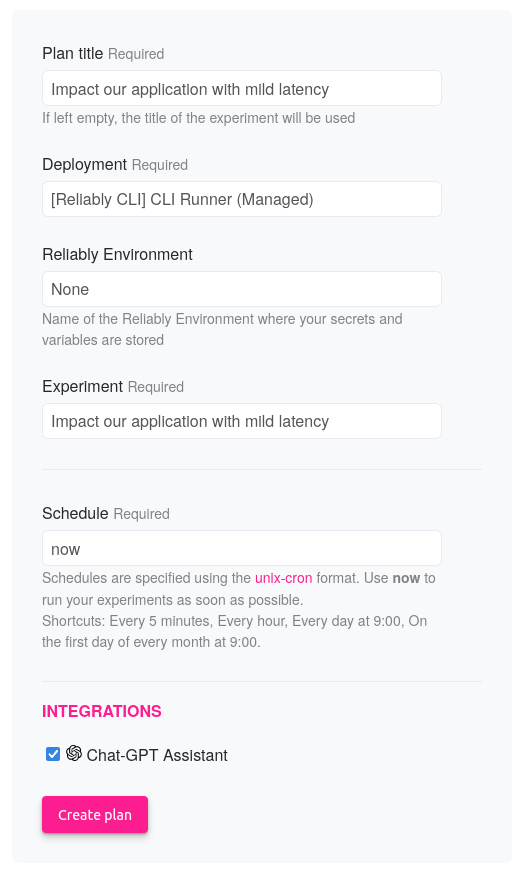 Plan title Required
Impact our application with mild latency
If left empty, the title of the experiment will be used
Deployment Required
[Reliably CLI] CLI Runner (Managed)
Reliably Environment
None
Name of the Reliably Environment where your secrets and
variables are stored
Experiment Required
Impact our application with mild latency
Schedule Required
now
Schedules are specified using the unix-cron format. Use now to
run your experiments as soon as possible.
Shortcuts: Every 5 minutes, Every hour, Every day at 9:00, On
the first day of every month at 9:00.
INTEGRATIONS
Chat-GPT Assistant
Create plan